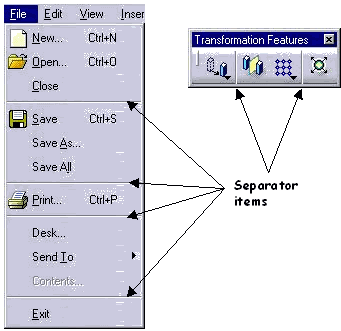 File Edit View Inser
New... Ctrl+N
Open... Ctrl+O
Close
Save Ctrl+S
Save As...
Save All
Print... Ctrl+P
Desk...
Send To
Contents...
Exit
Transformation Features
Separator
items